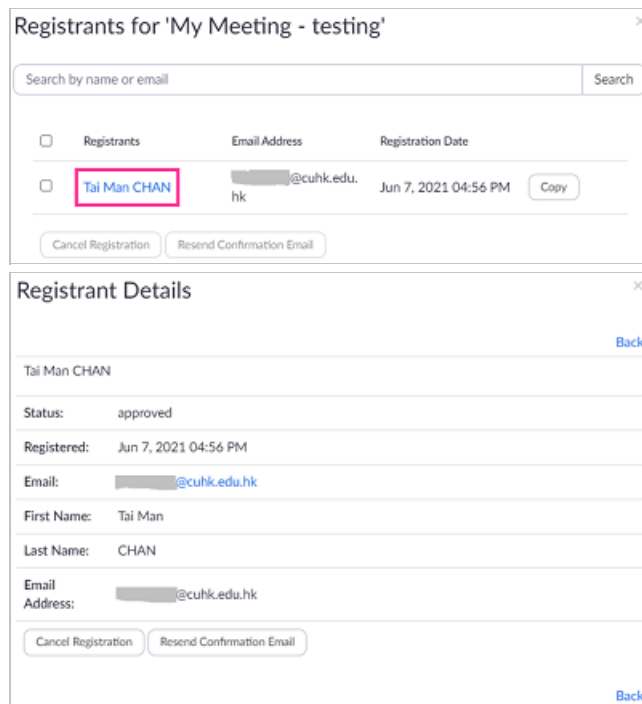 Registrants for 'My Meeting - testing'
Search by name or email
Search
Registrants Email Address Registration Date
Tai Man CHAN @cuhk.edu. Jun 7, 2021 04:56 PM Copy
hk
Cancel Registration Resend Confirmation Email
Registrant Details
Back
Tai Man CHAN
Status: approved
Registered: Jun 7, 2021 04:56 PM
Email: @cuhk.edu.hk
First Name: Tai Man
Last Name: CHAN
Email
Address: @cuhk.edu.hk
Cancel Registration Resend Confirmation Email
Back